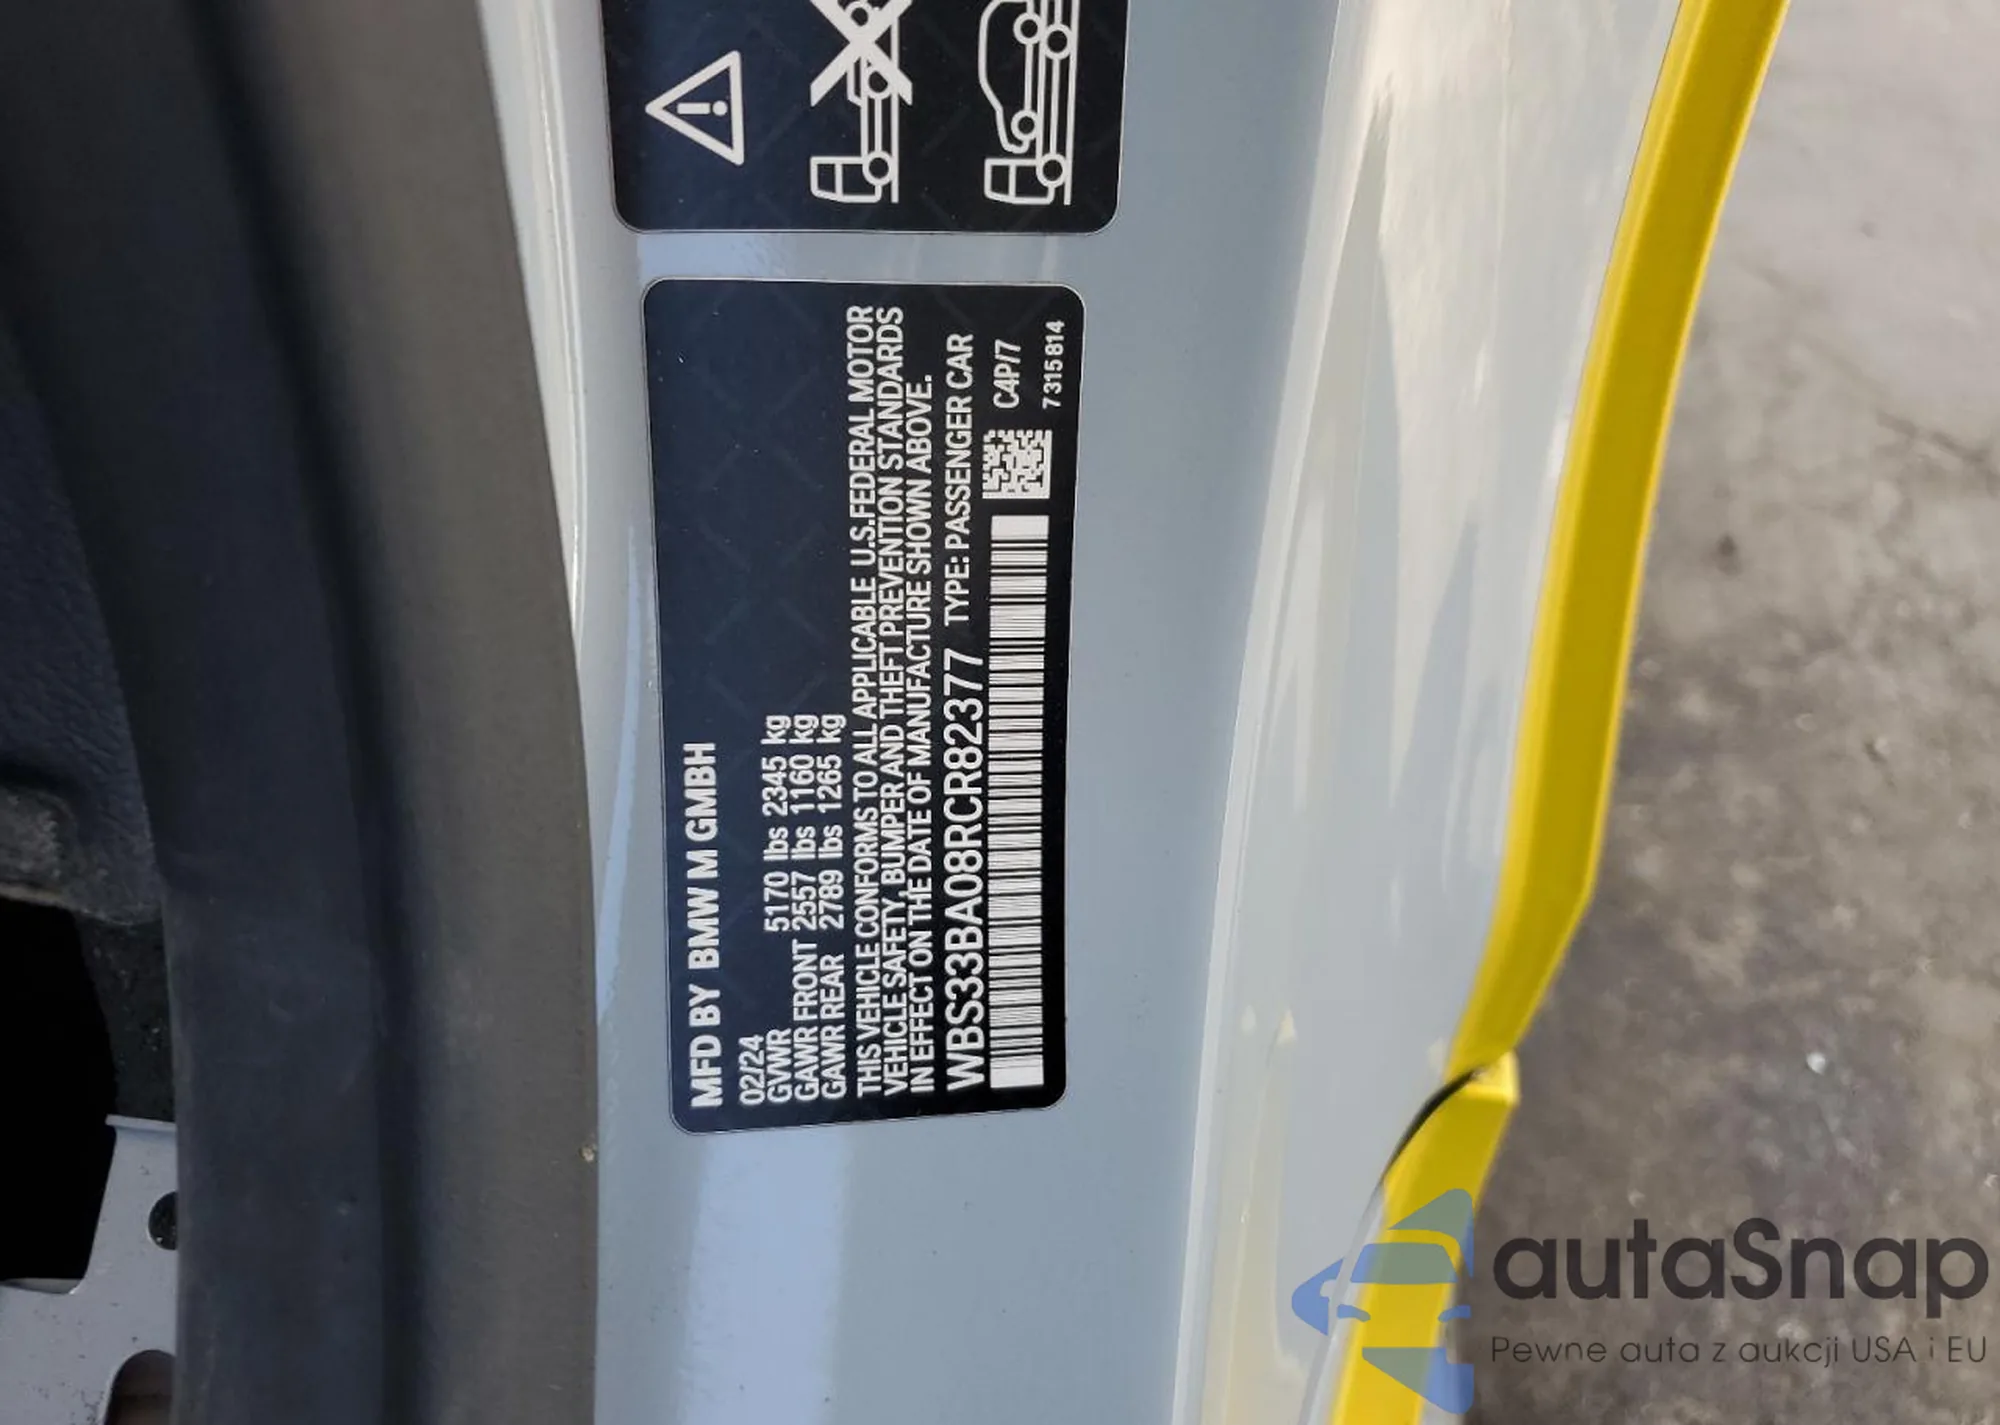 MFD BY BMW M GMBH
02/24
GVWR 5170 lbs 2345 kg
GAWR FRONT 2557 lbs 1160 kg
GAWR REAR 2789 lbs 1265 kg
THIS VEHICLE CONFORMS TO ALL APPLICABLE U.S.FEDERAL MOTOR
VEHICLE SAFETY, BUMPER AND THEFT PREVENTION STANDARDS
IN EFFECT ON THE DATE OF MANUFACTURE SHOWN ABOVE.
WBS33BA08RCR82377 TYPE: PASSENGER CAR
C4P/7
7 315 814
autaSnap
Pewne auta z aukcji USA i EU